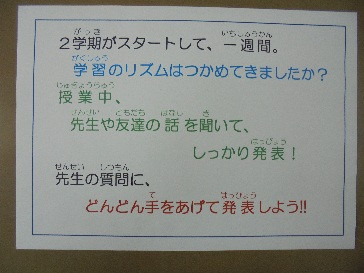 ２学期がスタートして、一週間。
学習のリズムはつかめてきましたか？
授業中、
先生や友達の話を聞いて、
しっかり発表！
先生の質問に、
どんどん手をあげて発表しよう!!